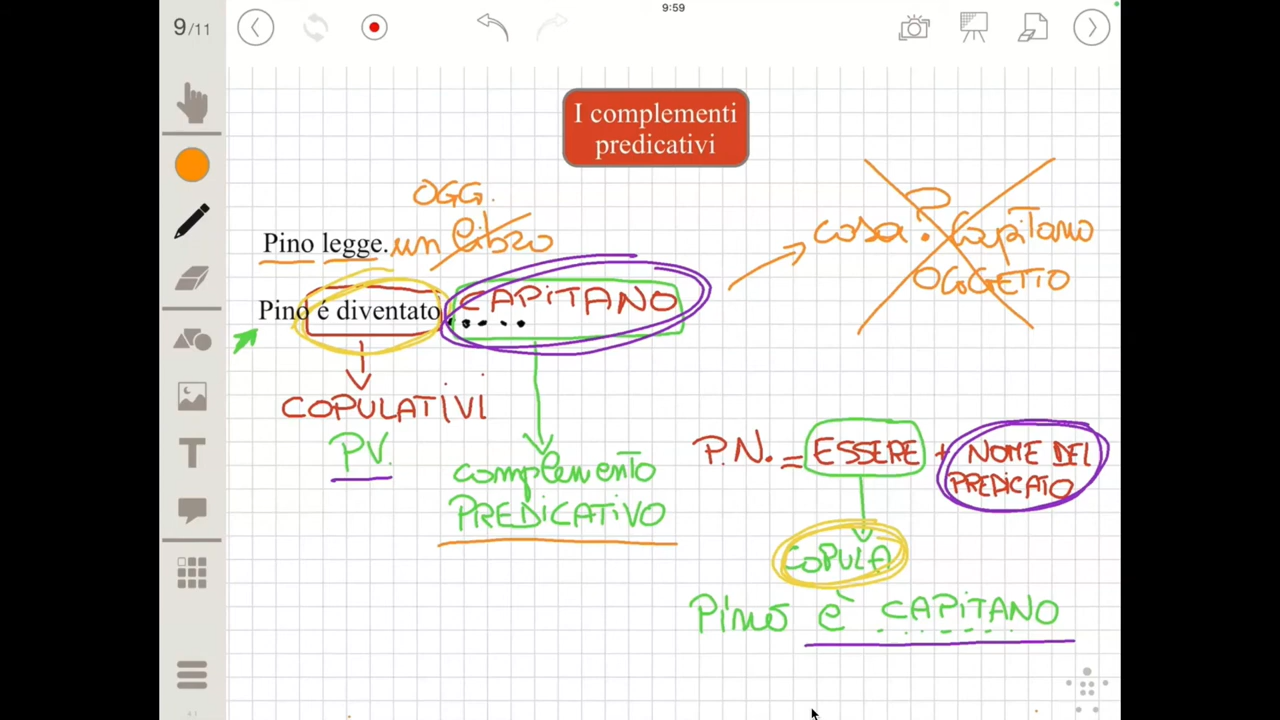 9:59
9/11
I complementi
predicativi
OGG.
Pino legge. un libro
cosa? Capitano
OGGETTO
Pino é diventato CAPITANO
.....
COPULATIVI
PV.
complemento
PREDICATIVO
P.N. = ESSERE + NOME DEL
PREDICATO
COPULA
Pino è CAPITANO
T